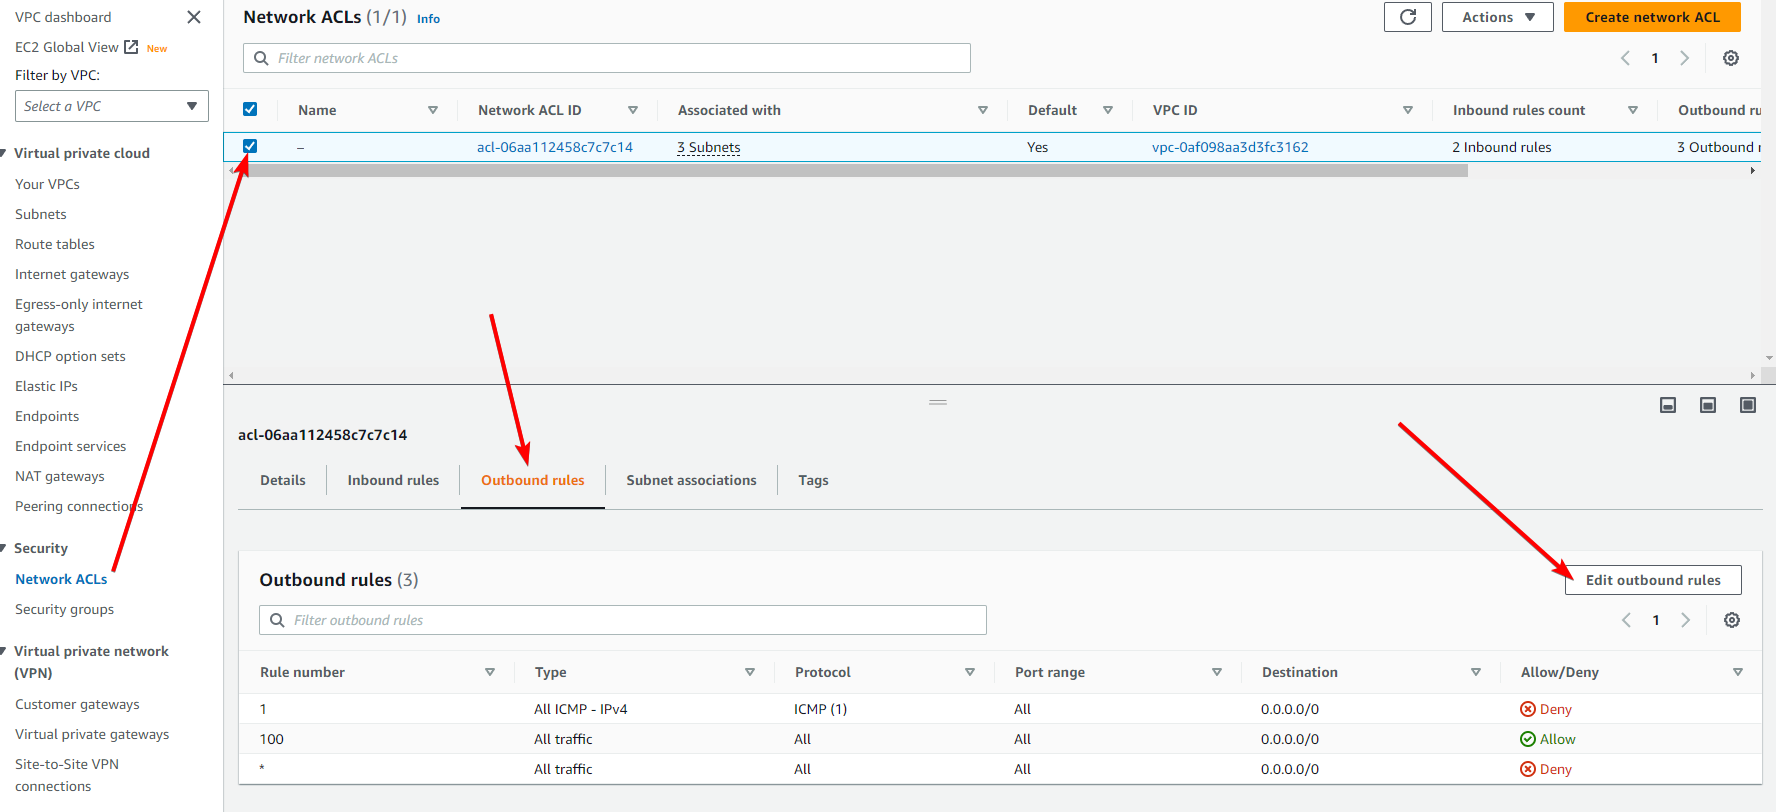 VPC dashboard
EC2 Global View New
Filter by VPC:
Select a VPC
Virtual private cloud
Your VPCs
Subnets
Route tables
Internet gateways
Egress-only internet
gateways
DHCP option sets
Elastic IPs
Endpoints
Endpoint services
NAT gateways
Peering connections
Security
Network ACLs
Security groups
Virtual private network
(VPN)
Customer gateways
Virtual private gateways
Site-to-Site VPN
connections
Network ACLs (1/1) Info
Actions
Create network ACL
Filter network ACLs
1
Name Network ACL ID Associated with Default VPC ID Inbound rules count Outbound ru
– acl-06aa112458c7c7c14 3 Subnets Yes vpc-0af098aa3d3fc3162 2 Inbound rules 3 Outbound r
acl-06aa112458c7c7c14
Details Inbound rules Outbound rules Subnet associations Tags
Outbound rules (3)
Edit outbound rules
Filter outbound rules
1
Rule number Type Protocol Port range Destination Allow/Deny
1 All ICMP - IPv4 ICMP (1) All 0.0.0.0/0 Deny
100 All traffic All All 0.0.0.0/0 Allow
* All traffic All All 0.0.0.0/0 Deny